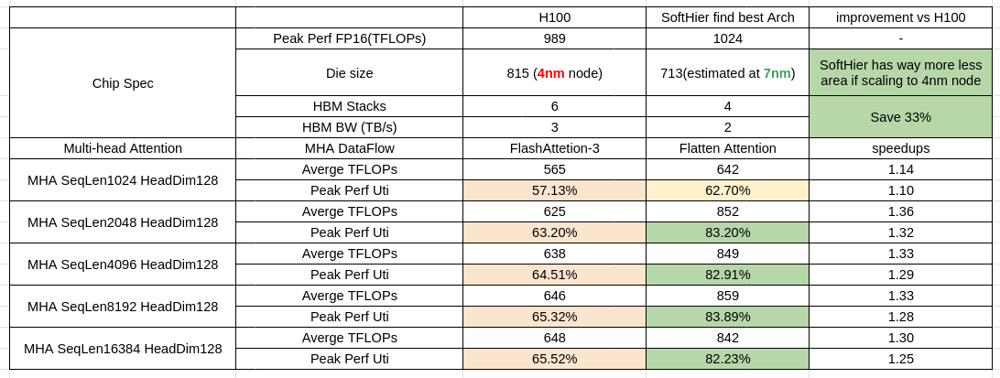 H100 SoftHier find best Arch improvement vs H100
Chip Spec
Peak Perf FP16(TFLOPs) 989 1024 -
Die size 815 (4nm node) 713(estimated at 7nm) SoftHier has way more less
area if scaling to 4nm node
HBM Stacks 6 4 Save 33%
HBM BW (TB/s) 3 2
Multi-head Attention MHA DataFlow FlashAttetion-3 Flatten Attention speedups
MHA SeqLen1024 HeadDim128
Averge TFLOPs 565 642 1.14
Peak Perf Uti 57.13% 62.70% 1.10
MHA SeqLen2048 HeadDim128
Averge TFLOPs 625 852 1.36
Peak Perf Uti 63.20% 83.20% 1.32
MHA SeqLen4096 HeadDim128
Averge TFLOPs 638 849 1.33
Peak Perf Uti 64.51% 82.91% 1.29
MHA SeqLen8192 HeadDim128
Averge TFLOPs 646 859 1.33
Peak Perf Uti 65.32% 83.89% 1.28
MHA SeqLen16384 HeadDim128
Averge TFLOPs 648 842 1.30
Peak Perf Uti 65.52% 82.23% 1.25